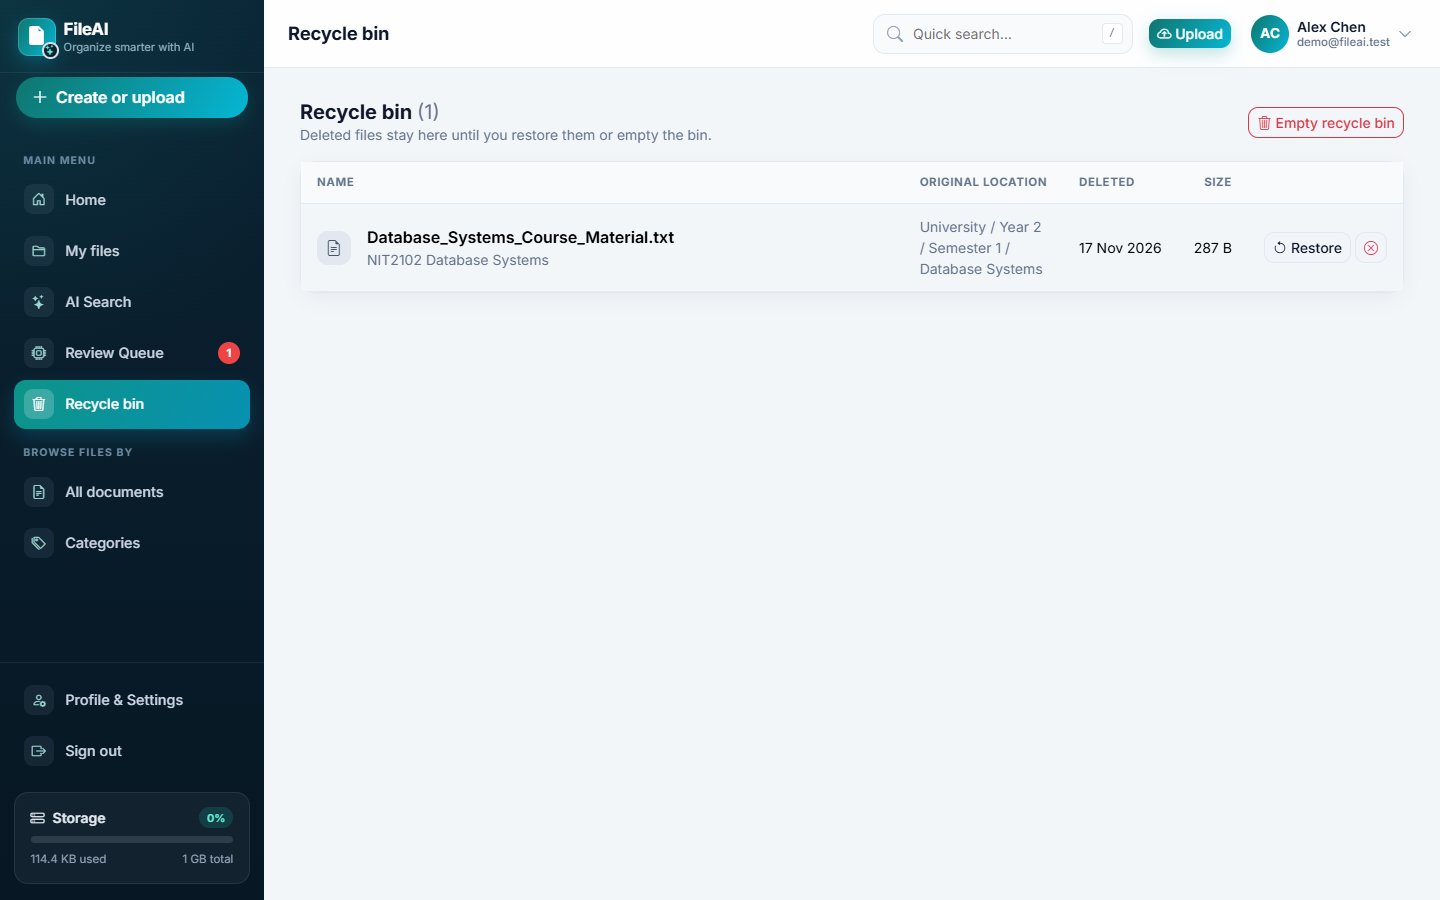 FileAI
Organize smarter with AI
Create or upload
MAIN MENU
Home
My files
AI Search
Review Queue
1
Recycle bin
BROWSE FILES BY
All documents
Categories
Profile & Settings
Sign out
Storage
0%
114.4 KB used
1 GB total
Recycle bin
Quick search...
/
Upload
AC
Alex Chen
demo@fileai.test
Recycle bin (1)
Deleted files stay here until you restore them or empty the bin.
Empty recycle bin
NAME
ORIGINAL LOCATION
DELETED
SIZE
Database_Systems_Course_Material.txt
NIT2102 Database Systems
University / Year 2
/ Semester 1 /
Database Systems
17 Nov 2026
287 B
Restore